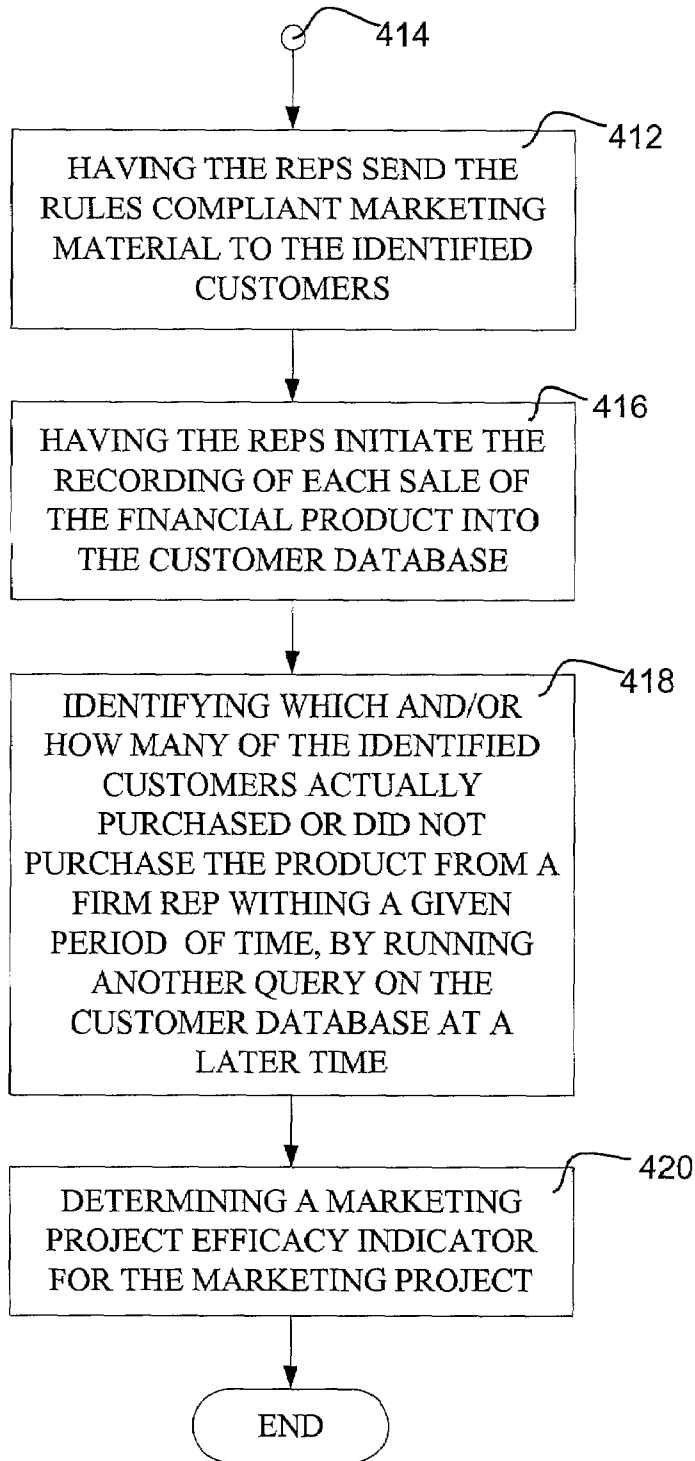 414
412
HAVING THE REPS SEND THE
RULES COMPLIANT MARKETING
MATERIAL TO THE IDENTIFIED
CUSTOMERS
416
HAVING THE REPS INITIATE THE
RECORDING OF EACH SALE OF
THE FINANCIAL PRODUCT INTO
THE CUSTOMER DATABASE
418
IDENTIFYING WHICH AND/OR
HOW MANY OF THE IDENTIFIED
CUSTOMERS ACTUALLY
PURCHASED OR DID NOT
PURCHASE THE PRODUCT FROM A
FIRM REP WITHING A GIVEN
PERIOD OF TIME, BY RUNNING
ANOTHER QUERY ON THE
CUSTOMER DATABASE AT A
LATER TIME
420
DETERMINING A MARKETING
PROJECT EFFICACY INDICATOR
FOR THE MARKETING PROJECT
END